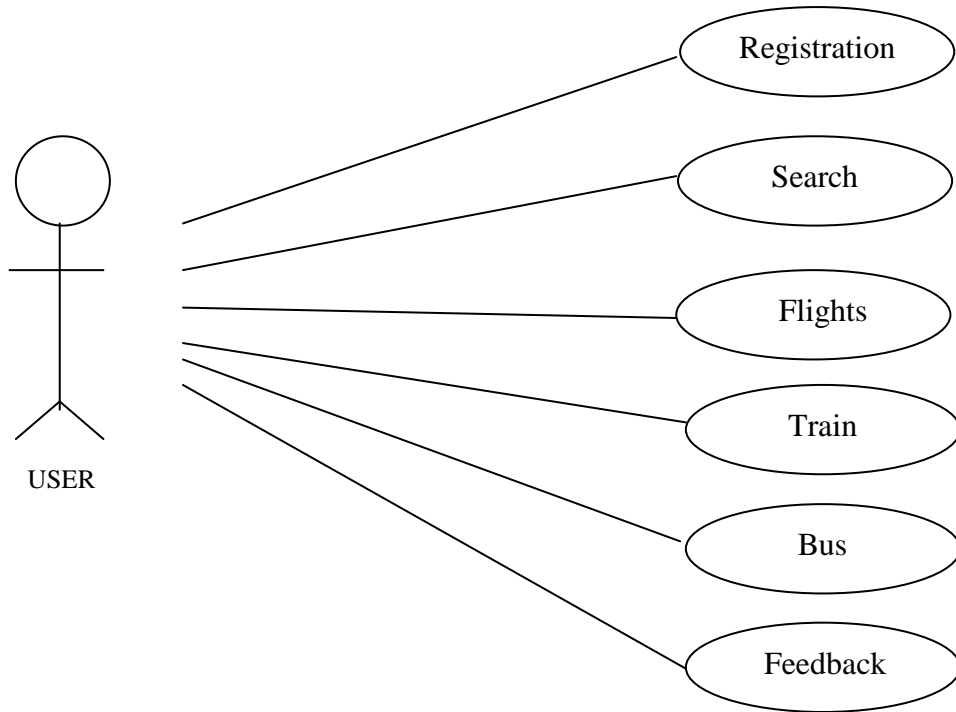 Registration
Search
Flights
Train
USER
Bus
Feedback